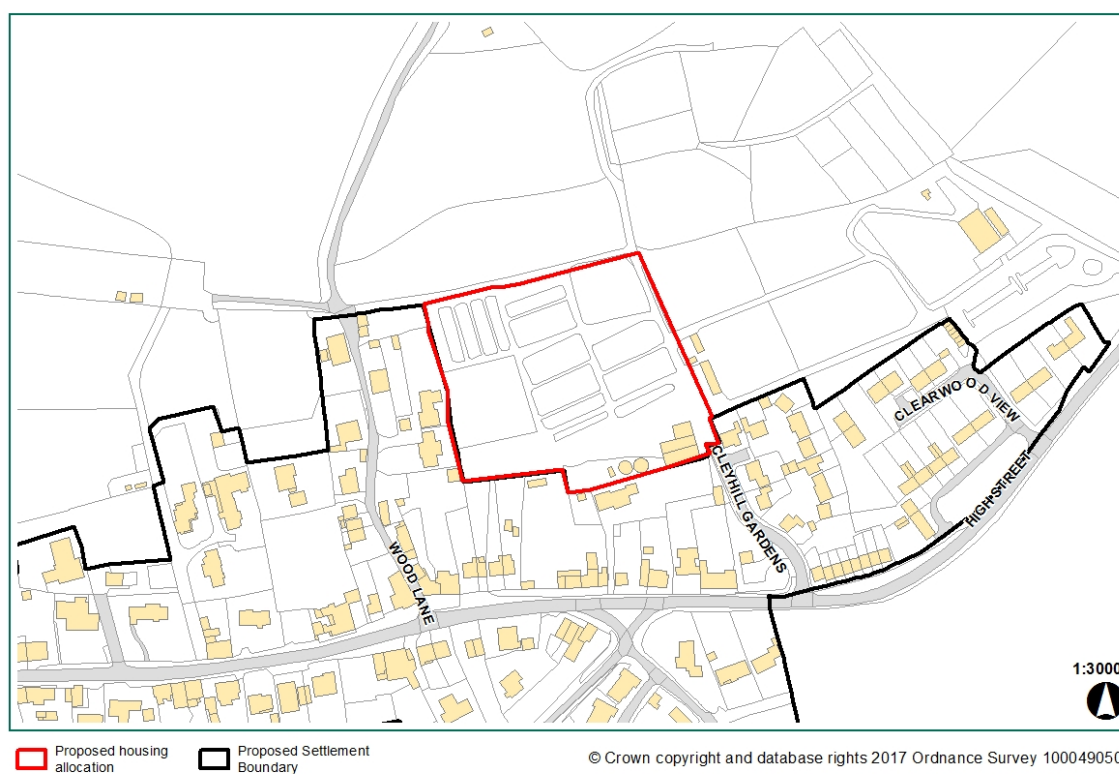 CLEARWOOD VIEW
HIGH STREET
CLEYHILL GARDENS
WOOD LANE
1:3000
Proposed housing
allocation
Proposed Settlement
Boundary
© Crown copyright and database rights 2017 Ordnance Survey 100049050